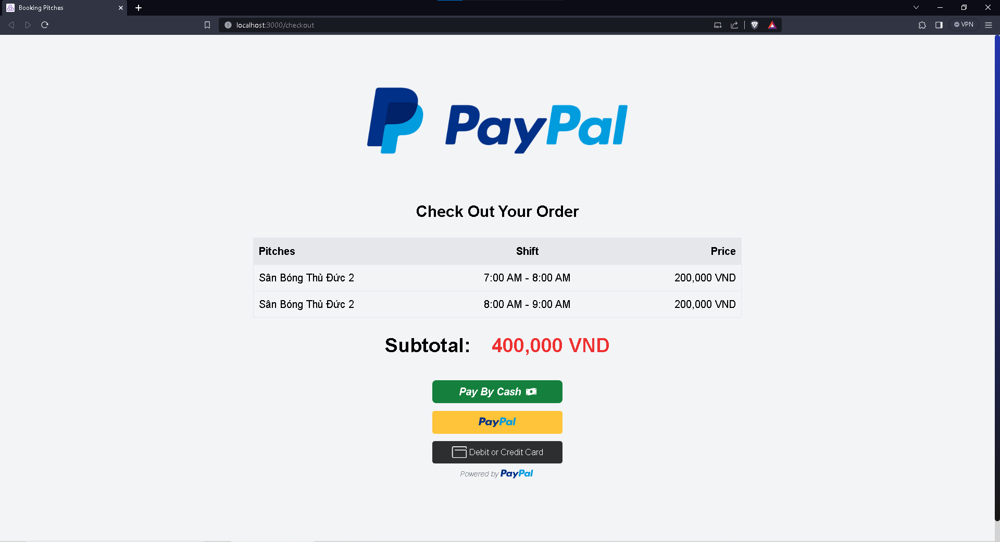 Booking Pitches
localhost:3000/checkout
VPN
PayPal
Check Out Your Order
Pitches Shift Price
Sân Bóng Thủ Đức 2 7:00 AM - 8:00 AM 200,000 VND
Sân Bóng Thủ Đức 2 8:00 AM - 9:00 AM 200,000 VND
Subtotal: 400,000 VND
Pay By Cash
PayPal
Debit or Credit Card
Powered by PayPal